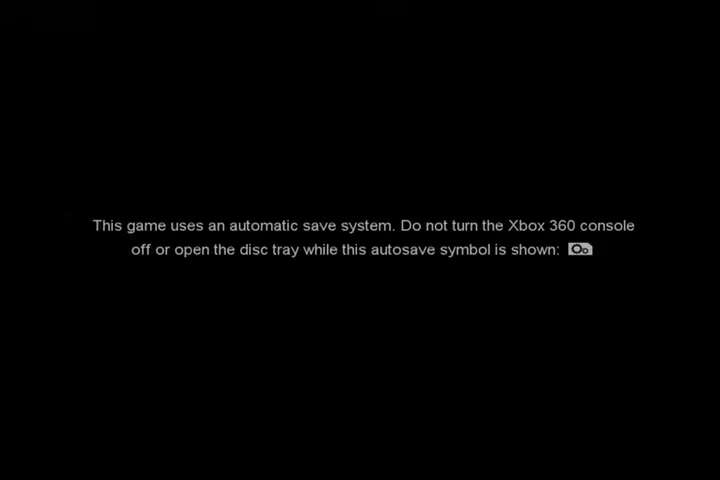 This game uses an automatic save system. Do not turn the Xbox 360 console
off or open the disc tray while this autosave symbol is shown: